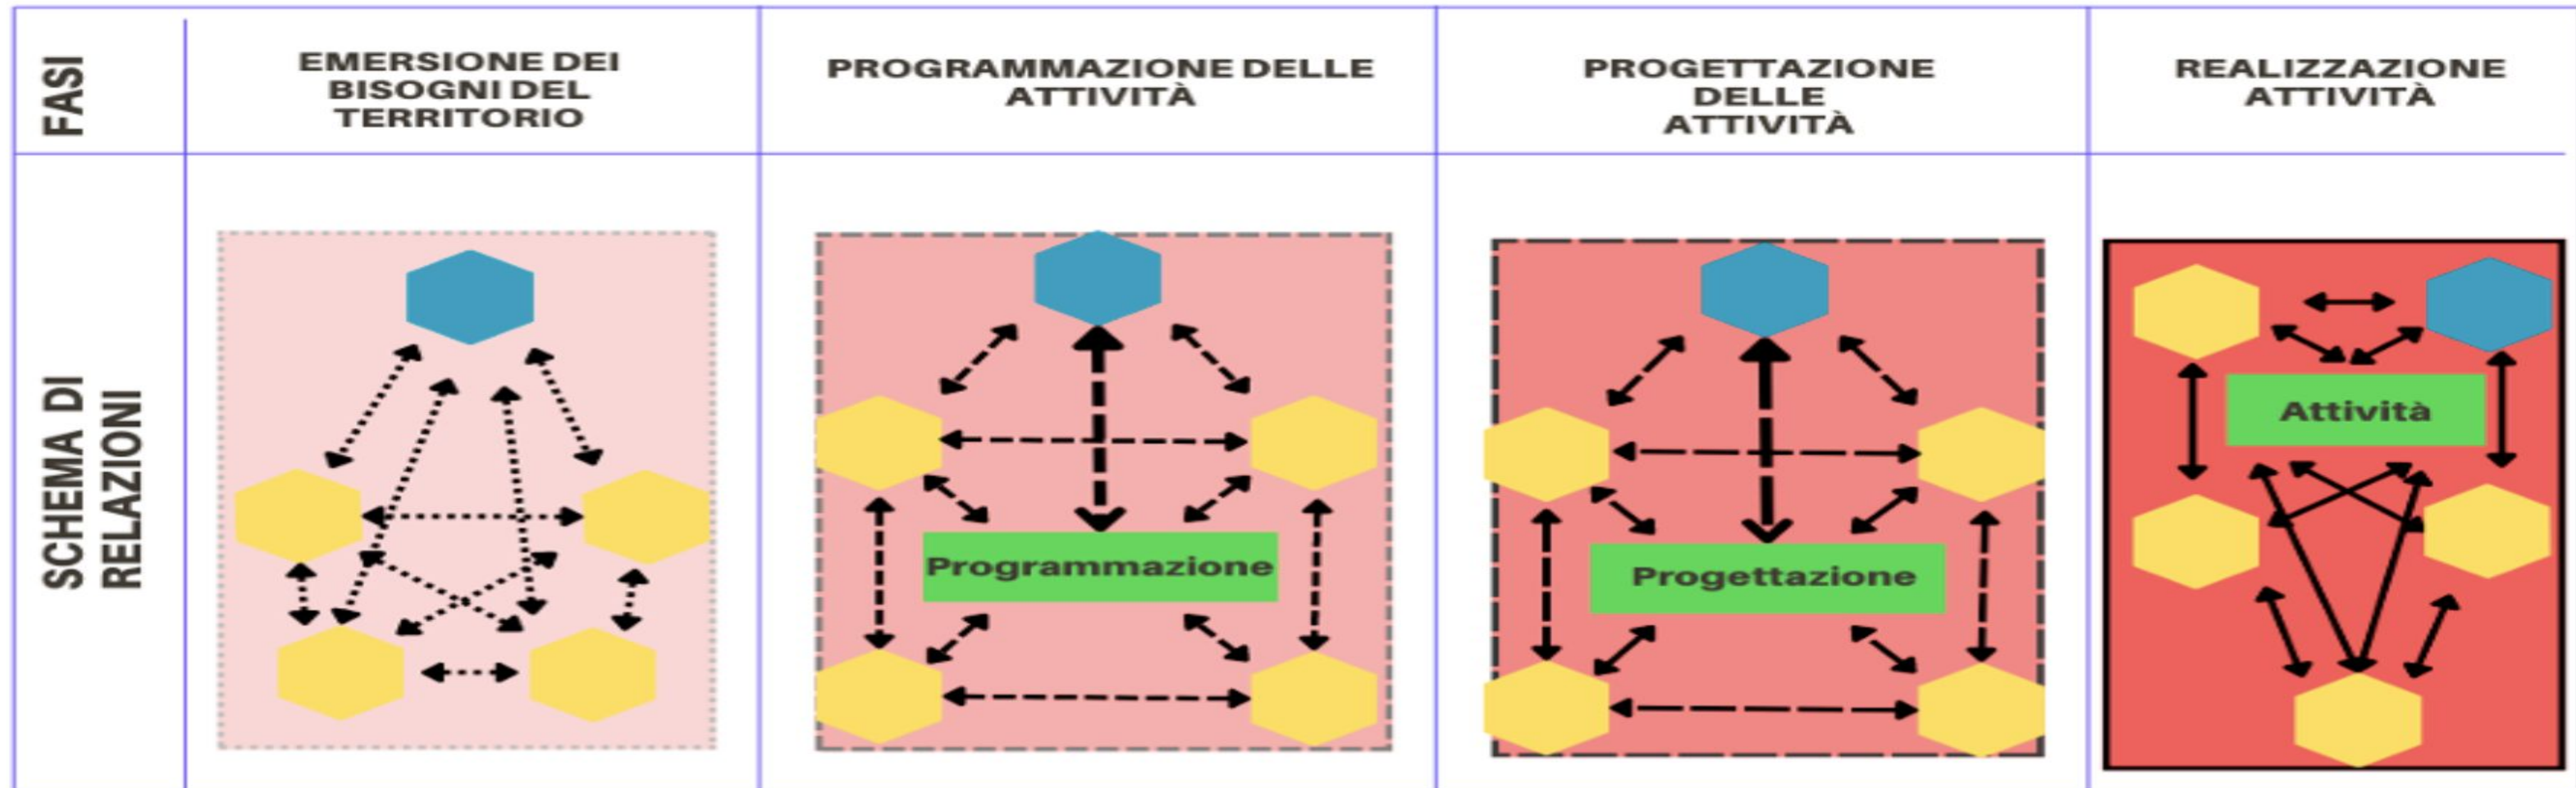 FASI
EMERSIONE DEI
BISOGNI DEL
TERRITORIO
PROGRAMMAZIONE DELLE
ATTIVITÀ
PROGETTAZIONE
DELLE
ATTIVITÀ
REALIZZAZIONE
ATTIVITÀ
SCHEMA DI
RELAZIONI
Programmazione
Progettazione
Attività